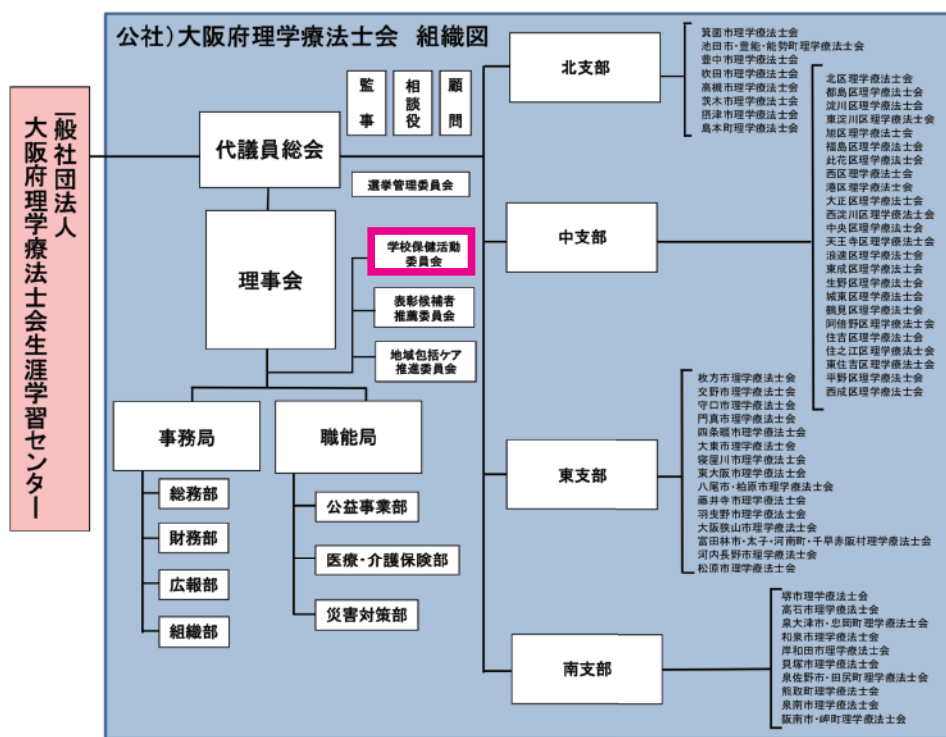 公社）大阪府理学療法士会　組織図
一般社団法人
大阪府理学療法士会生涯学習センター
監事
相談役
顧問
代議員総会
選挙管理委員会
理事会
学校保健活動
委員会
表彰候補者
推薦委員会
地域包括ケア
推進委員会
事務局
総務部
財務部
広報部
組織部
職能局
公益事業部
医療・介護保険部
災害対策部
北支部
箕面市理学療法士会
池田市・豊能・能勢町理学療法士会
豊中市理学療法士会
吹田市理学療法士会
高槻市理学療法士会
茨木市理学療法士会
摂津市理学療法士会
島本町理学療法士会
中支部
北区理学療法士会
都島区理学療法士会
淀川区理学療法士会
東淀川区理学療法士会
旭区理学療法士会
福島区理学療法士会
此花区理学療法士会
西区理学療法士会
港区理学療法士会
大正区理学療法士会
西淀川区理学療法士会
中央区理学療法士会
天王寺区理学療法士会
浪速区理学療法士会
東成区理学療法士会
生野区理学療法士会
城東区理学療法士会
鶴見区理学療法士会
阿倍野区理学療法士会
住吉区理学療法士会
住之江区理学療法士会
東住吉区理学療法士会
平野区理学療法士会
西成区理学療法士会
東支部
枚方市理学療法士会
交野市理学療法士会
守口市理学療法士会
門真市理学療法士会
四条畷市理学療法士会
大東市理学療法士会
寝屋川市理学療法士会
東大阪市理学療法士会
八尾市・柏原市理学療法士会
藤井寺市理学療法士会
羽曳野市理学療法士会
大阪狭山市理学療法士会
富田林市・太子・河南町・千早赤阪村理学療法士会
河内長野市理学療法士会
松原市理学療法士会
南支部
堺市理学療法士会
高石市理学療法士会
泉大津市・忠岡町理学療法士会
和泉市理学療法士会
岸和田市理学療法士会
貝塚市理学療法士会
泉佐野市・田尻町理学療法士会
熊取町理学療法士会
泉南市理学療法士会
阪南市・岬町理学療法士会